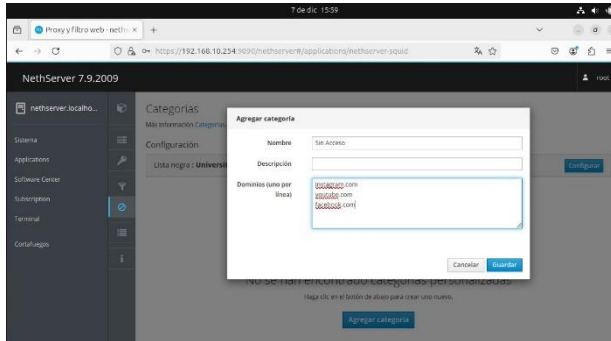 7 de dic 15:59
Proxy y filtro web - neths
https://192.168.10.254:9090/nethserver#/applications/nethserver-squid
NethServer 7.9.2009
root
nethserver.localho...
Sistema
Applications
Software Center
Subscription
Terminal
Cortafuegos
Categorías
Más información Categorías
Configuración
Lista negra : Universit
Configurar
Agregar categoría
Nombre
Sin Acceso
Descripción
Dominios (uno por
línea)
instagram.com
youtube.com
facebook.com
Cancelar
Guardar
No se han encontrado categorías personalizadas
Haga clic en el botón de abajo para crear uno nuevo.
Agregar categoría